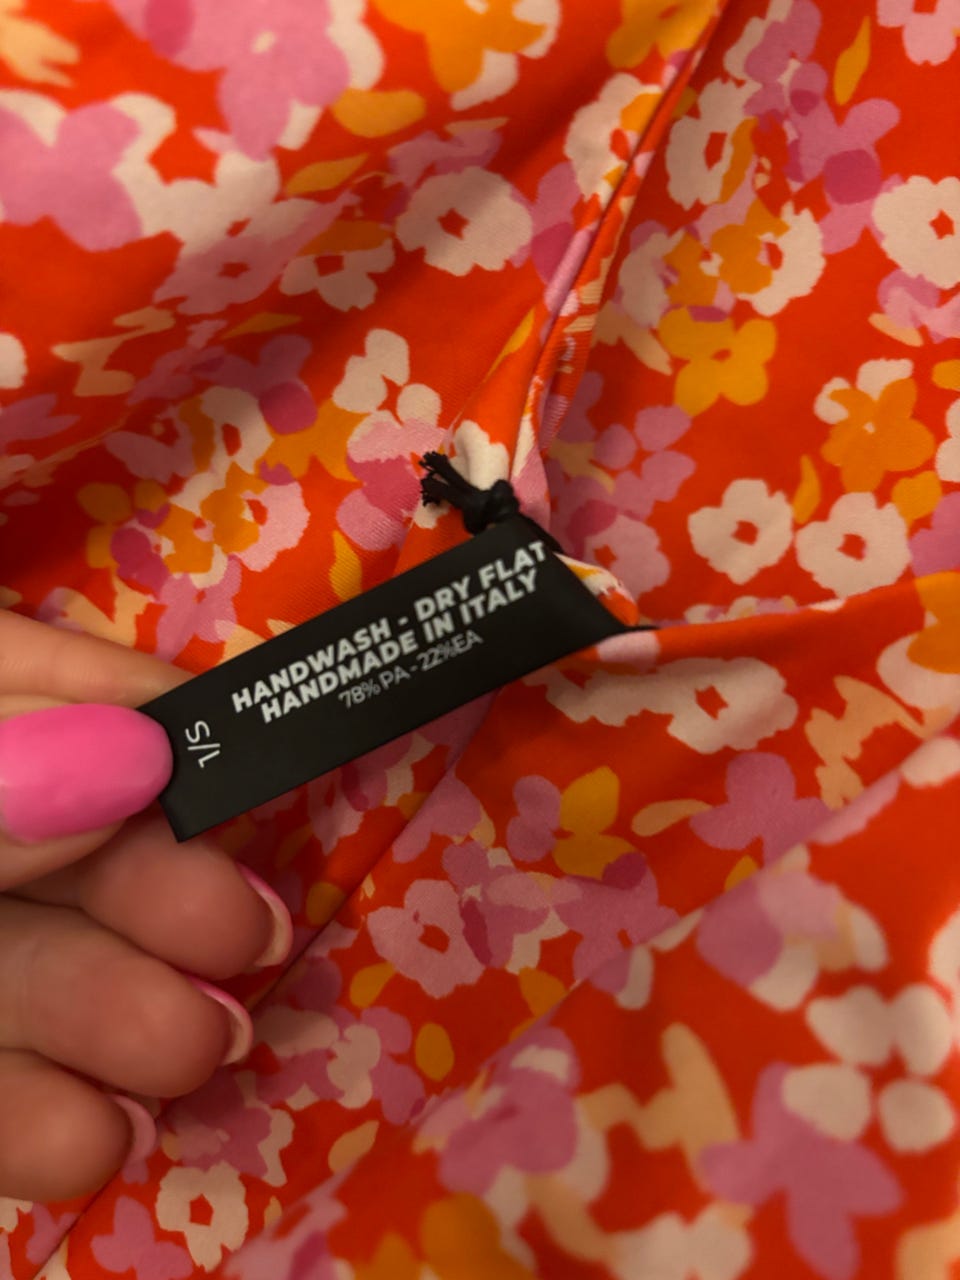 HANDWASH - DRY FLAT
HANDMADE IN ITALY
78% PA - 22%EA
1/S